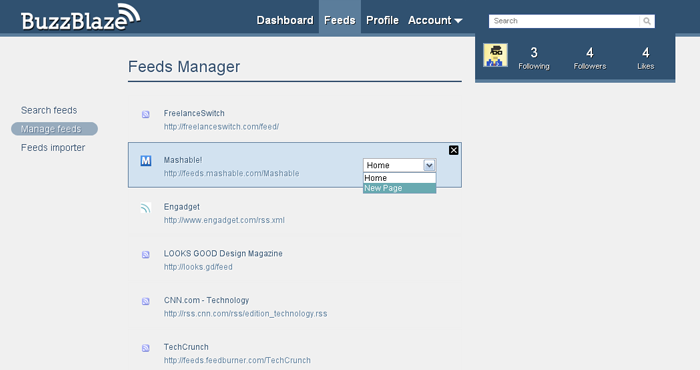 BuzzBlaze
Dashboard Feeds Profile Account
Search
3 4 4
Following Followers Likes
Feeds Manager
Search feeds
Manage feeds
Feeds importer
FreelanceSwitch
http://freelanceswitch.com/feed/
M
Mashable!
http://feeds.mashable.com/Mashable
Home
Home
New Page
Engadget
http://www.engadget.com/rss.xml
LOOKS GOOD Design Magazine
http://looks.gd/feed
CNN.com - Technology
http://rss.cnn.com/rss/edition_technology.rss
TechCrunch
http://feeds.feedburner.com/TechCrunch